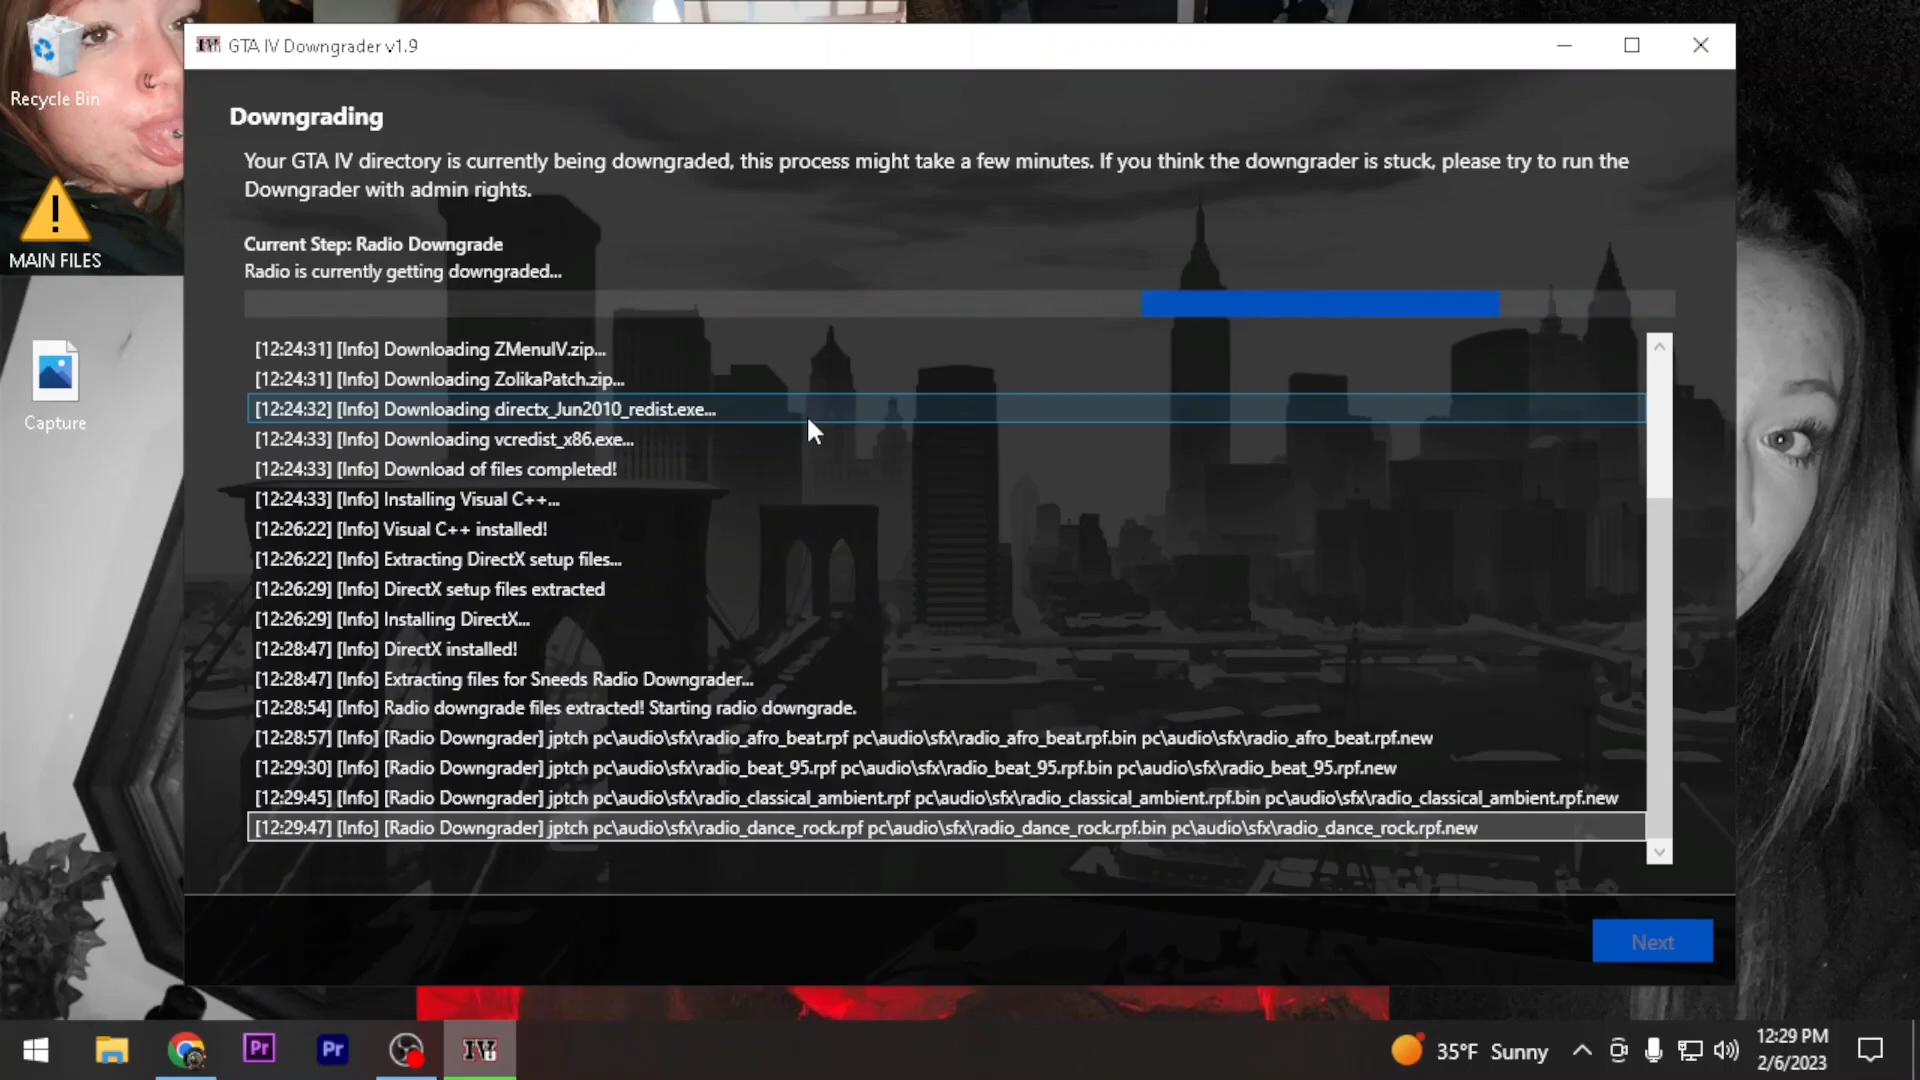 GTA IV Downgrader v1.9
Recycle Bin
MAIN FILES
Capture
Downgrading
Your GTA IV directory is currently being downgraded, this process might take a few minutes. If you think the downgrader is stuck, please try to run the
Downgrader with admin rights.
Current Step: Radio Downgrade
Radio is currently getting downgraded...
[12:24:31] [Info] Downloading ZMenuIV.zip...
[12:24:31] [Info] Downloading ZolikaPatch.zip...
[12:24:32] [Info] Downloading directx_Jun2010_redist.exe...
[12:24:33] [Info] Downloading vcredist_x86.exe...
[12:24:33] [Info] Download of files completed!
[12:24:33] [Info] Installing Visual C++...
[12:26:22] [Info] Visual C++ installed!
[12:26:22] [Info] Extracting DirectX setup files...
[12:26:29] [Info] DirectX setup files extracted
[12:26:29] [Info] Installing DirectX...
[12:28:47] [Info] DirectX installed!
[12:28:47] [Info] Extracting files for Sneeds Radio Downgrader...
[12:28:54] [Info] Radio downgrade files extracted! Starting radio downgrade.
[12:28:57] [Info] [Radio Downgrader] jptch pc\audio\sfx\radio_afro_beat.rpf pc\audio\sfx\radio_afro_beat.rpf.bin pc\audio\sfx\radio_afro_beat.rpf.new
[12:29:30] [Info] [Radio Downgrader] jptch pc\audio\sfx\radio_beat_95.rpf pc\audio\sfx\radio_beat_95.rpf.bin pc\audio\sfx\radio_beat_95.rpf.new
[12:29:45] [Info] [Radio Downgrader] jptch pc\audio\sfx\radio_classical_ambient.rpf pc\audio\sfx\radio_classical_ambient.rpf.bin pc\audio\sfx\radio_classical_ambient.rpf.new
[12:29:47] [Info] [Radio Downgrader] jptch pc\audio\sfx\radio_dance_rock.rpf pc\audio\sfx\radio_dance_rock.rpf.bin pc\audio\sfx\radio_dance_rock.rpf.new
Next
Pr
Pr
IV
35°F Sunny
12:29 PM
2/6/2023